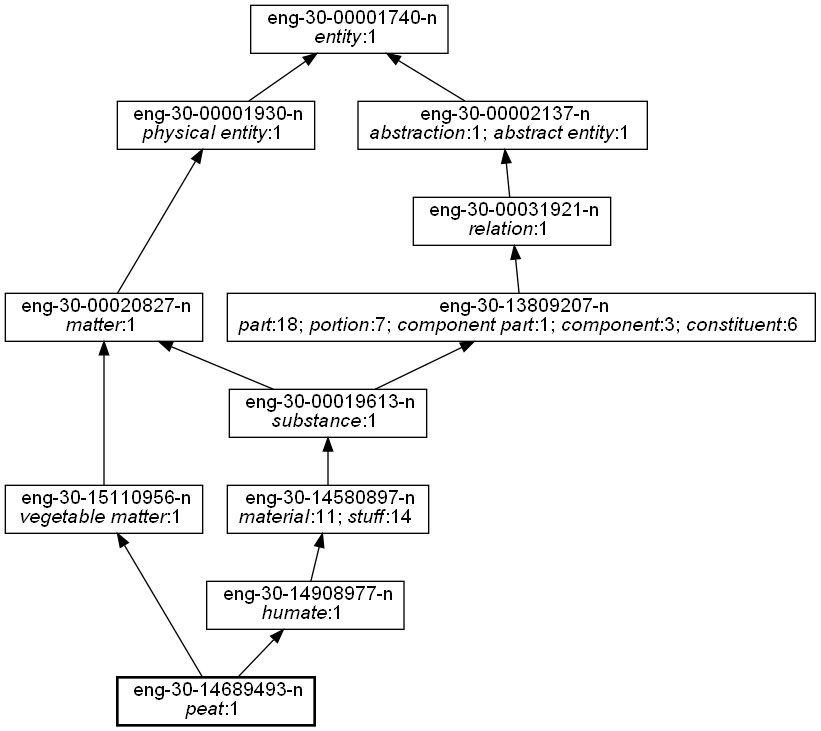 eng-30-00001740-n
entity:1
eng-30-00001930-n
physical entity:1
eng-30-00002137-n
abstraction:1; abstract entity:1
eng-30-00031921-n
relation:1
eng-30-00020827-n
matter:1
eng-30-13809207-n
part:18; portion:7; component part:1; component:3; constituent:6
eng-30-00019613-n
substance:1
eng-30-15110956-n
vegetable matter:1
eng-30-14580897-n
material:11; stuff:14
eng-30-14908977-n
humate:1
eng-30-14689493-n
peat:1